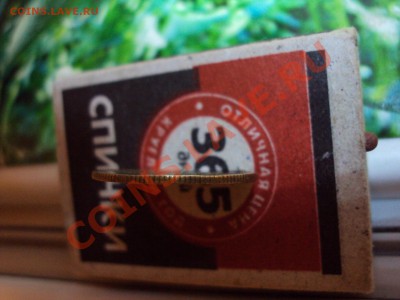 COINS.LAVE.RU
СПИЧКИ
ОТЛИЧНАЯ ЦЕНА
365
COINS.LAVE.RU